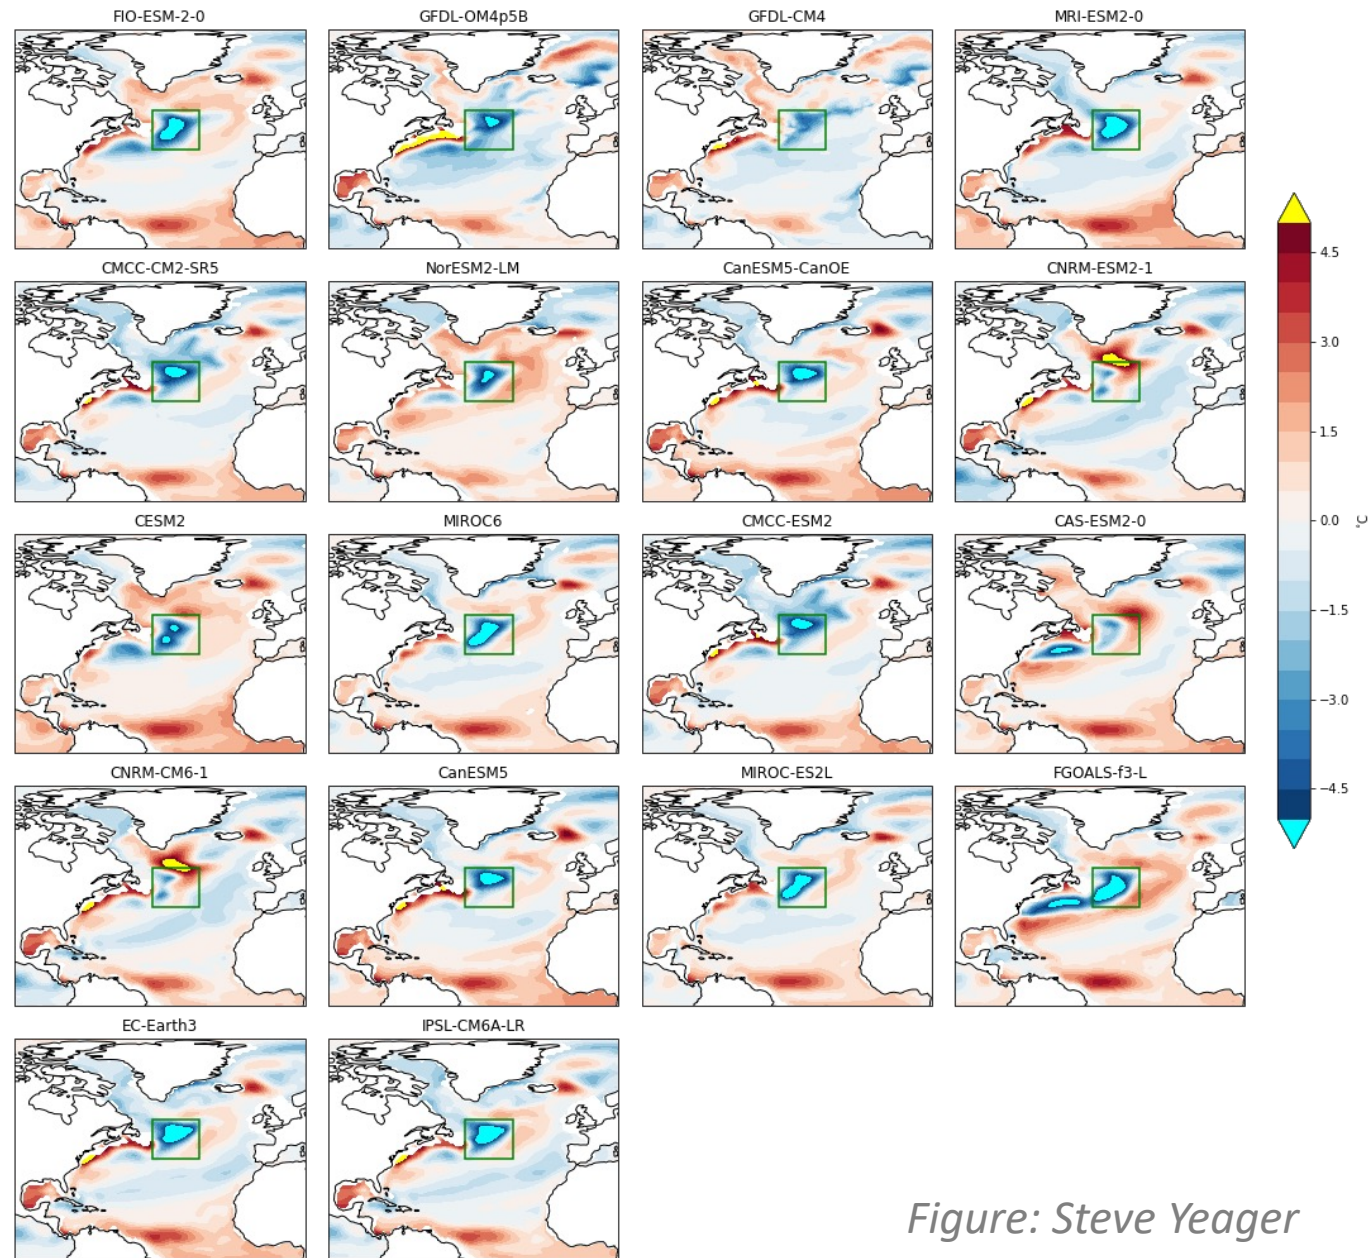 FIO-ESM-2-0
GFDL-OM4p5B
GFDL-CM4
MRI-ESM2-0
CMCC-CM2-SR5
NorESM2-LM
CanESM5-CanOE
CNRM-ESM2-1
CESM2
MIROC6
CMCC-ESM2
CAS-ESM2-0
CNRM-CM6-1
CanESM5
MIROC-ES2L
FGOALS-f3-L
EC-Earth3
IPSL-CM6A-LR
4.5
3.0
1.5
0.0
−1.5
−3.0
−4.5
°C
Figure: Steve Yeager